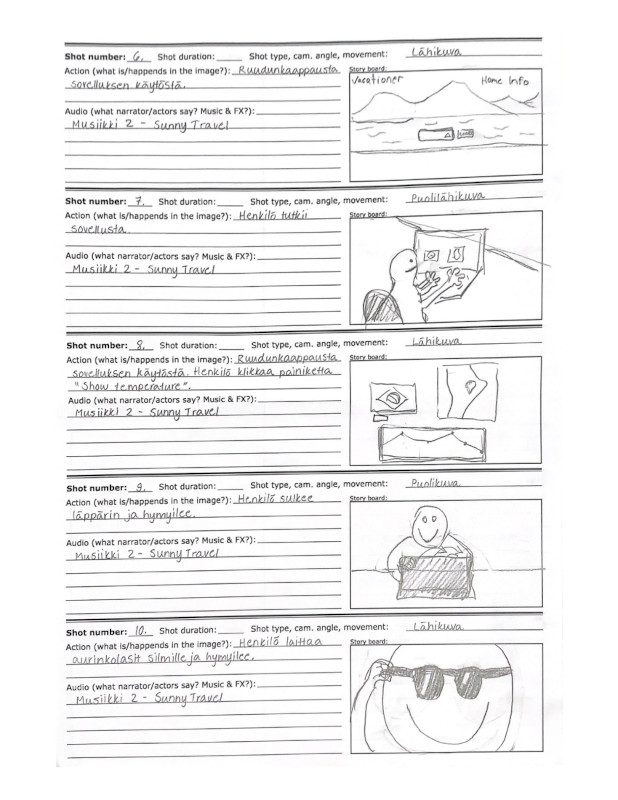 Shot number: 6. Shot duration: Shot type, cam. angle, movement: Lähikuva
Action (what is/happends in the image?): Ruudunkaappausta
sovelluksen käytöstä.
Audio (what narrator/actors say? Music & FX?):
Musiikki 2 - Sunny Travel
Story board:
Vacationer Home Info
Shot number: 7. Shot duration: Shot type, cam. angle, movement: Puolilähikuva
Action (what is/happends in the image?): Henkilö tutkii
sovellusta.
Audio (what narrator/actors say? Music & FX?):
Musiikki 2 - Sunny Travel
Story board:
Shot number: 8. Shot duration: Shot type, cam. angle, movement: Lähikuva
Action (what is/happends in the image?): Ruudunkaappausta
sovelluksen käytöstä. Henkilö klikkaa painiketta
"Show temperature".
Audio (what narrator/actors say? Music & FX?):
Musiikki 2 - Sunny Travel
Story board:
Shot number: 9. Shot duration: Shot type, cam. angle, movement: Puolikuva
Action (what is/happends in the image?): Henkilö sulkee
läppärin ja hymyilee.
Audio (what narrator/actors say? Music & FX?):
Musiikki 2 - Sunny Travel
Story board:
Shot number: 10. Shot duration: Shot type, cam. angle, movement: Lähikuva
Action (what is/happends in the image?): Henkilö laittaa
aurinkolasit silmille ja hymyilee.
Audio (what narrator/actors say? Music & FX?):
Musiikki 2 - Sunny Travel
Story board: